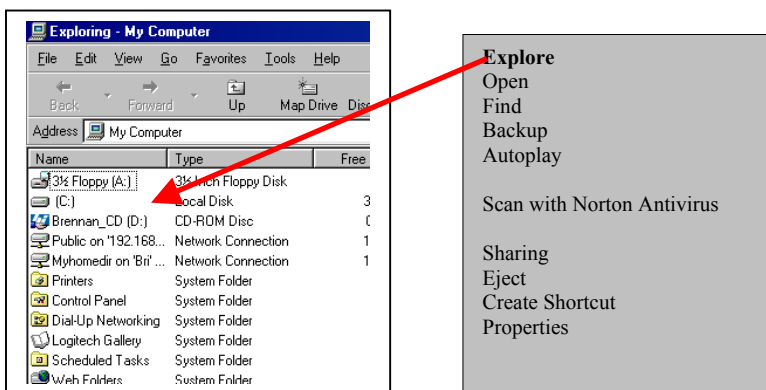 Exploring - My Computer
File Edit View Go Favorites Tools Help
Back Forward Up Map Drive
Address My Computer
Name Type Free
3½ Floppy (A:) 3½ Inch Floppy Disk
(C:) Local Disk 3
Brennan_CD (D:) CD-ROM Disc
Public on '192.168... Network Connection 1
Myhomedir on 'Bri' ... Network Connection 1
Printers System Folder
Control Panel System Folder
Dial-Up Networking System Folder
Logitech Gallery System Folder
Scheduled Tasks System Folder
Web Folders System Folder
Explore
Open
Find
Backup
Autoplay
Scan with Norton Antivirus
Sharing
Eject
Create Shortcut
Properties